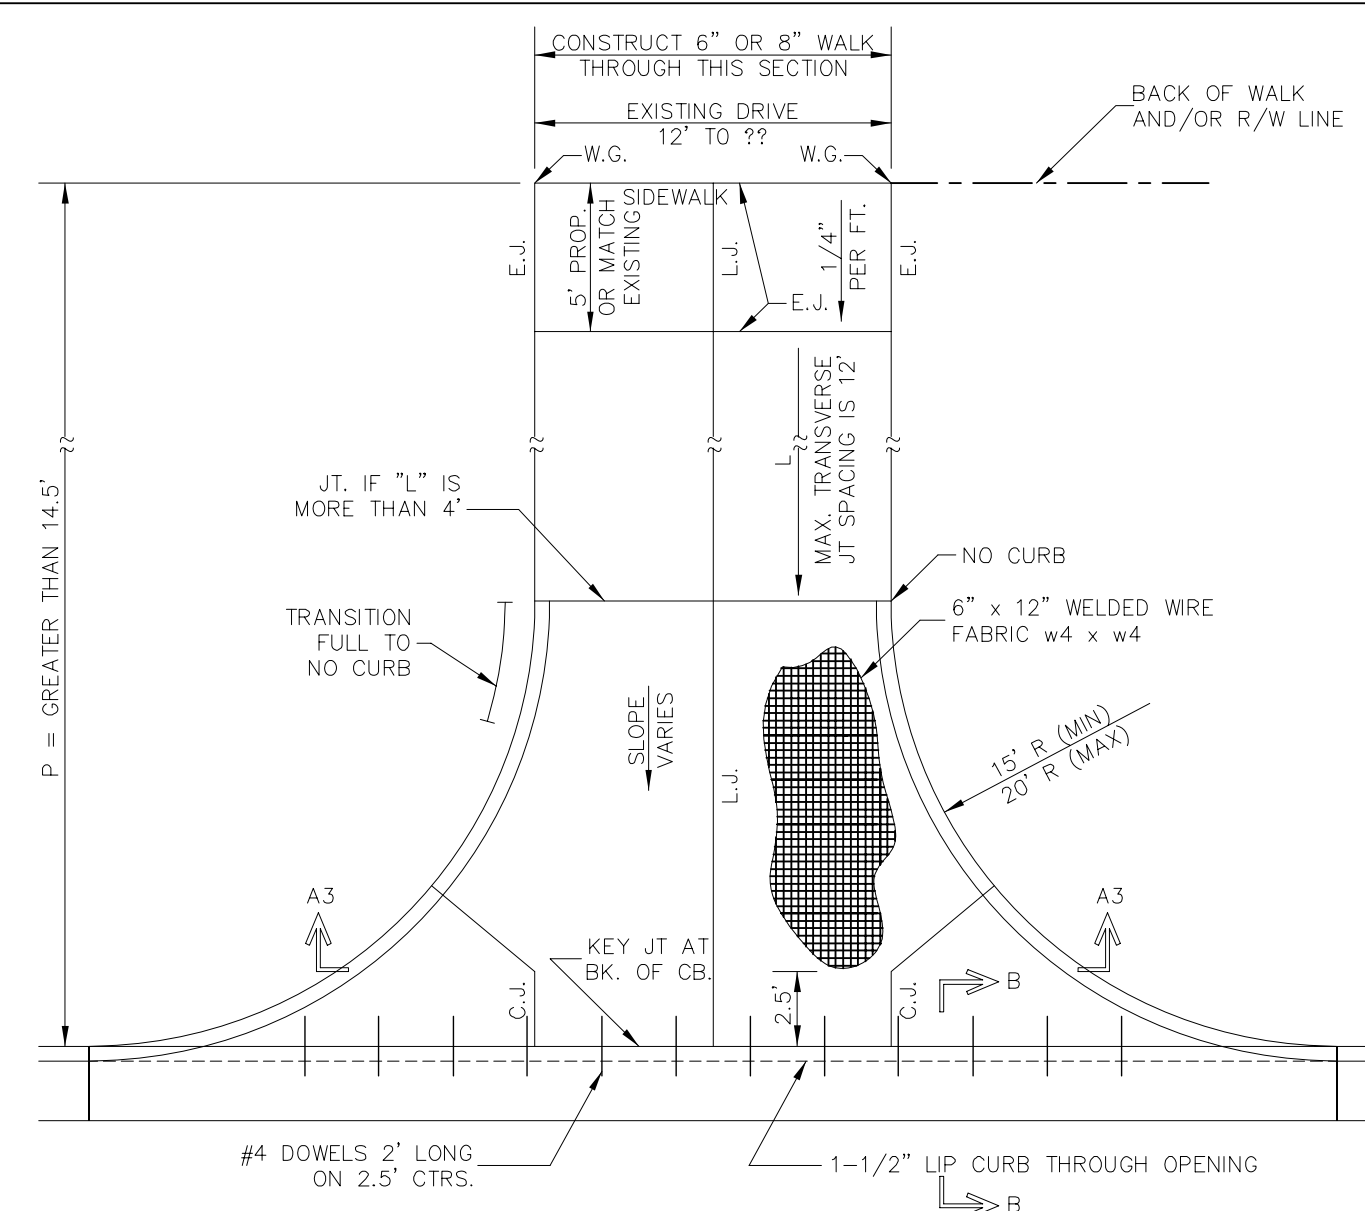 CONSTRUCT 6" OR 8" WALK
THROUGH THIS SECTION
EXISTING DRIVE
12' TO ??
BACK OF WALK
AND/OR R/W LINE
W.G.
W.G.
SIDEWALK
E.J.
5' PROP.
OR MATCH
EXISTING
L.J.
1/4"
PER FT.
E.J.
E.J.
P = GREATER THAN 14.5'
JT. IF "L" IS
MORE THAN 4'
L
MAX. TRANSVERSE
JT SPACING IS 12'
NO CURB
TRANSITION
FULL TO
NO CURB
6" x 12" WELDED WIRE
FABRIC w4 x w4
SLOPE
VARIES
L.J.
15' R (MIN)
20' R (MAX)
A3
A3
KEY JT AT
BK. OF CB.
C.J.
2.5'
C.J.
B
#4 DOWELS 2' LONG
ON 2.5' CTRS.
1-1/2" LIP CURB THROUGH OPENING
B